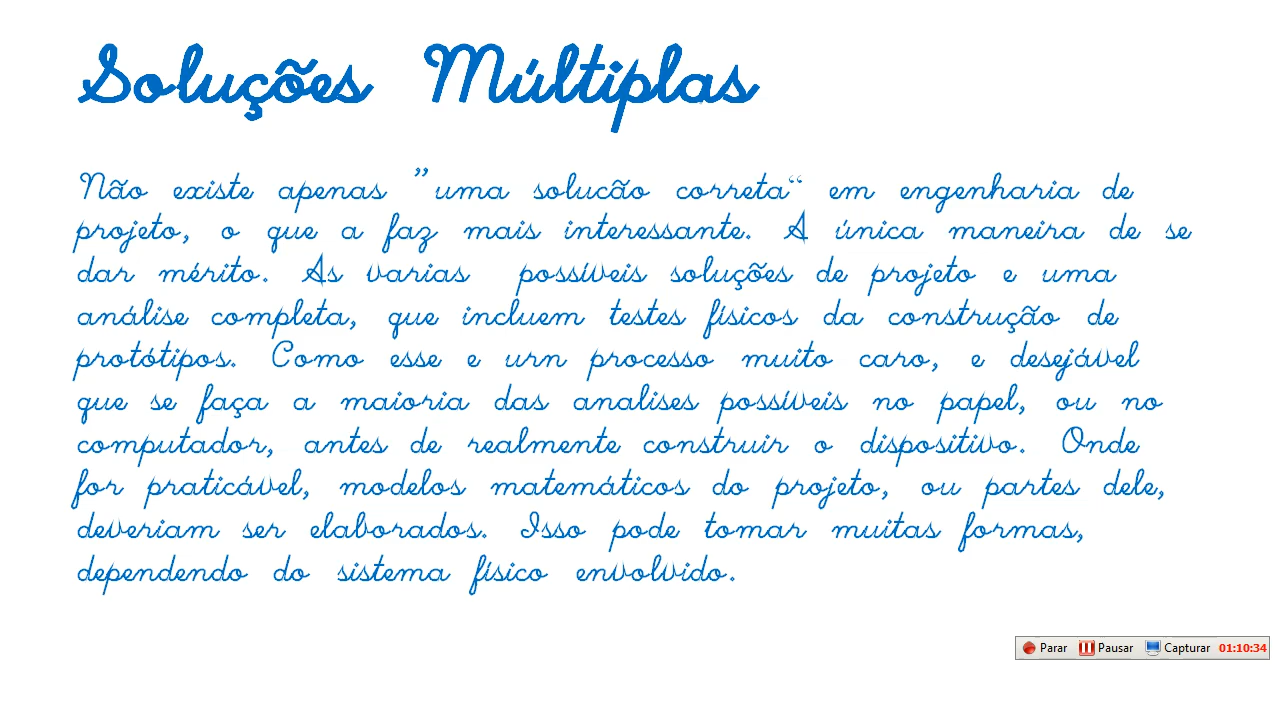 Soluções Múltiplas
Não existe apenas ”uma solucão correta“ em engenharia de
projeto, o que a faz mais interessante. A única maneira de se
dar mérito. As varias possíveis soluções de projeto e uma
análise completa, que incluem testes físicos da construção de
protótipos. Como esse e urn processo muito caro, e desejável
que se faça a maioria das analises possíveis no papel, ou no
computador, antes de realmente construir o dispositivo. Onde
for praticável, modelos matemáticos do projeto, ou partes dele,
deveriam ser elaborados. Isso pode tomar muitas formas,
dependendo do sistema físico envolvido.
Parar Pausar Capturar 01:10:34